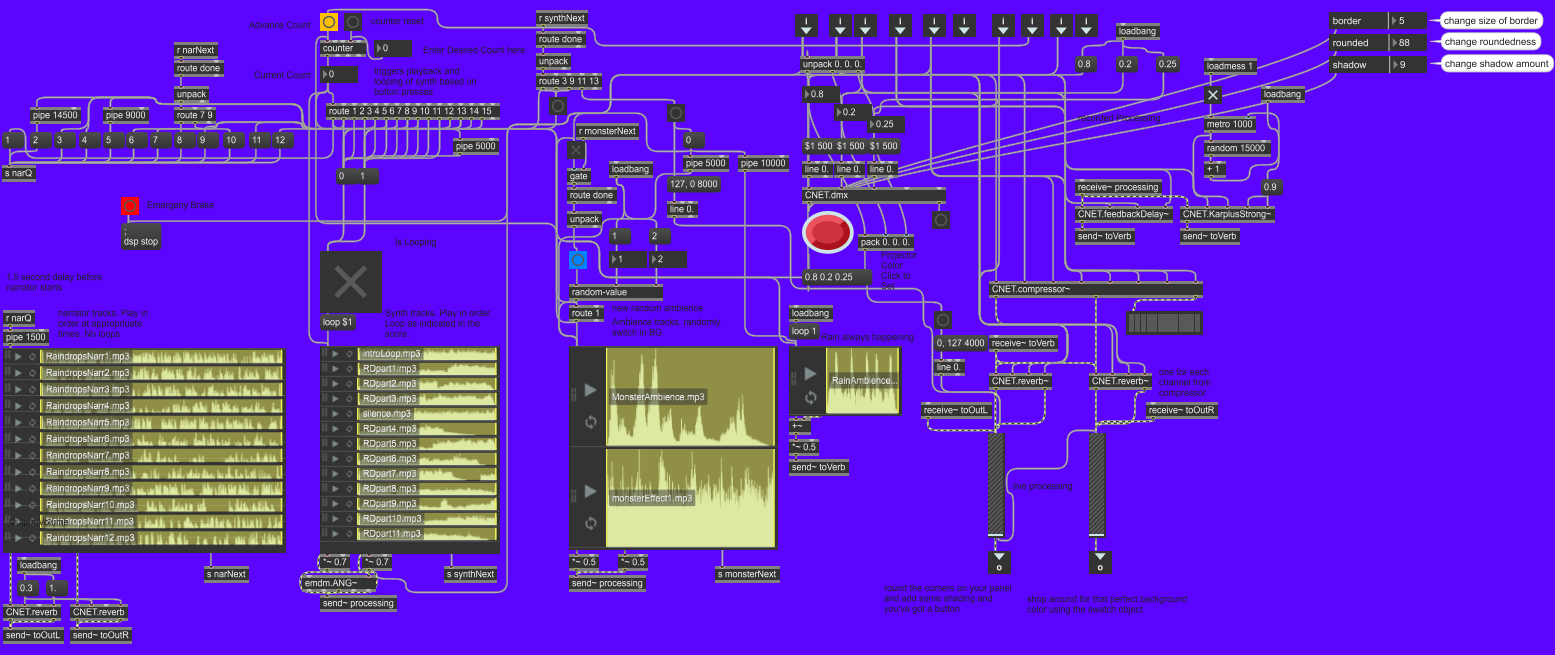 Advance Count
counter reset
r synthNext
i i i i i i i i i
border 5
change size of border
rounded 88
change roundedness
shadow 9
change shadow amount
loadbang
route done
counter
0
Enter Desired Count here
r narNext
route done
unpack
route 3 9 11 13
unpack 0. 0. 0.
0.8
0.2
0.25
loadmess 1
Current Count
0
triggers playback and
looping of synth based on
button presses
unpack
route 7 9
pipe 14500
pipe 9000
route 1 2 3 4 5 6 7 8 9 10 11 12 13 14 15
0.8
0.2
0.25
loadbang
recorded Processing
metro 1000
random 15000
+ 1
1 2 3 4 5 6 7 8 9 10 11 12
s narQ
pipe 5000
r monsterNext
0
pipe 5000
pipe 10000
$1 500
$1 500
$1 500
line 0.
line 0.
line 0.
0 1
gate
loadbang
127, 0 8000
route done
CNET.dmx
receive~ processing
0.9
Emergency Brake
;
dsp stop
unpack
line 0.
CNET.feedbackDelay~
CNET.KarplusStrong~
send~ toVerb
send~ toVerb
Is Looping
1
2
1
2
pack 0. 0. 0.
Projector
Color
Click to
Set
0.8 0.2 0.25
1.5 second delay before
narrator starts
random-value
CNET.compressor~
r narQ
narrator tracks. Play in
order at appropriate
times. No loops
pipe 1500
loop $1
Synth tracks. Play in order.
Loop as indicated in the
score.
route 1
new random ambience
Ambience tracks, randomly
switch in BG
loadbang
loop 1
Rain always happening
0, 127 4000
receive~ toVerb
line 0.
CNET.reverb~
CNET.reverb~
one for each
channel from
compressor
receive~ toOutL
receive~ toOutR
RaindropsNarr1.mp3
RaindropsNarr2.mp3
RaindropsNarr3.mp3
RaindropsNarr4.mp3
RaindropsNarr5.mp3
RaindropsNarr6.mp3
RaindropsNarr7.mp3
RaindropsNarr8.mp3
RaindropsNarr9.mp3
RaindropsNarr10.mp3
RaindropsNarr11.mp3
RaindropsNarr12.mp3
introLoop.mp3
RDpart11.mp3
RDpart2.mp3
RDpart3.mp3
silence.mp3
RDpart4.mp3
RDpart5.mp3
RDpart6.mp3
RDpart7.mp3
RDpart8.mp3
RDpart9.mp3
RDpart10.mp3
RDpart11.mp3
MonsterAmbience.mp3
monsterEffect1.mp3
RainAmbience...
+~
*~ 0.5
send~ toVerb
live processing
loadbang
0.3
1.
s narNext
*~ 0.7
*~ 0.7
emdm.ANG~
s synthNext
send~ processing
*~ 0.5
*~ 0.5
send~ processing
s monsterNext
o
o
CNET.reverb
CNET.reverb
send~ toOutL
send~ toOutR
round the corners on your panel
and add some shading and
you've got a button
shop around for that perfect background
color using the swatch object